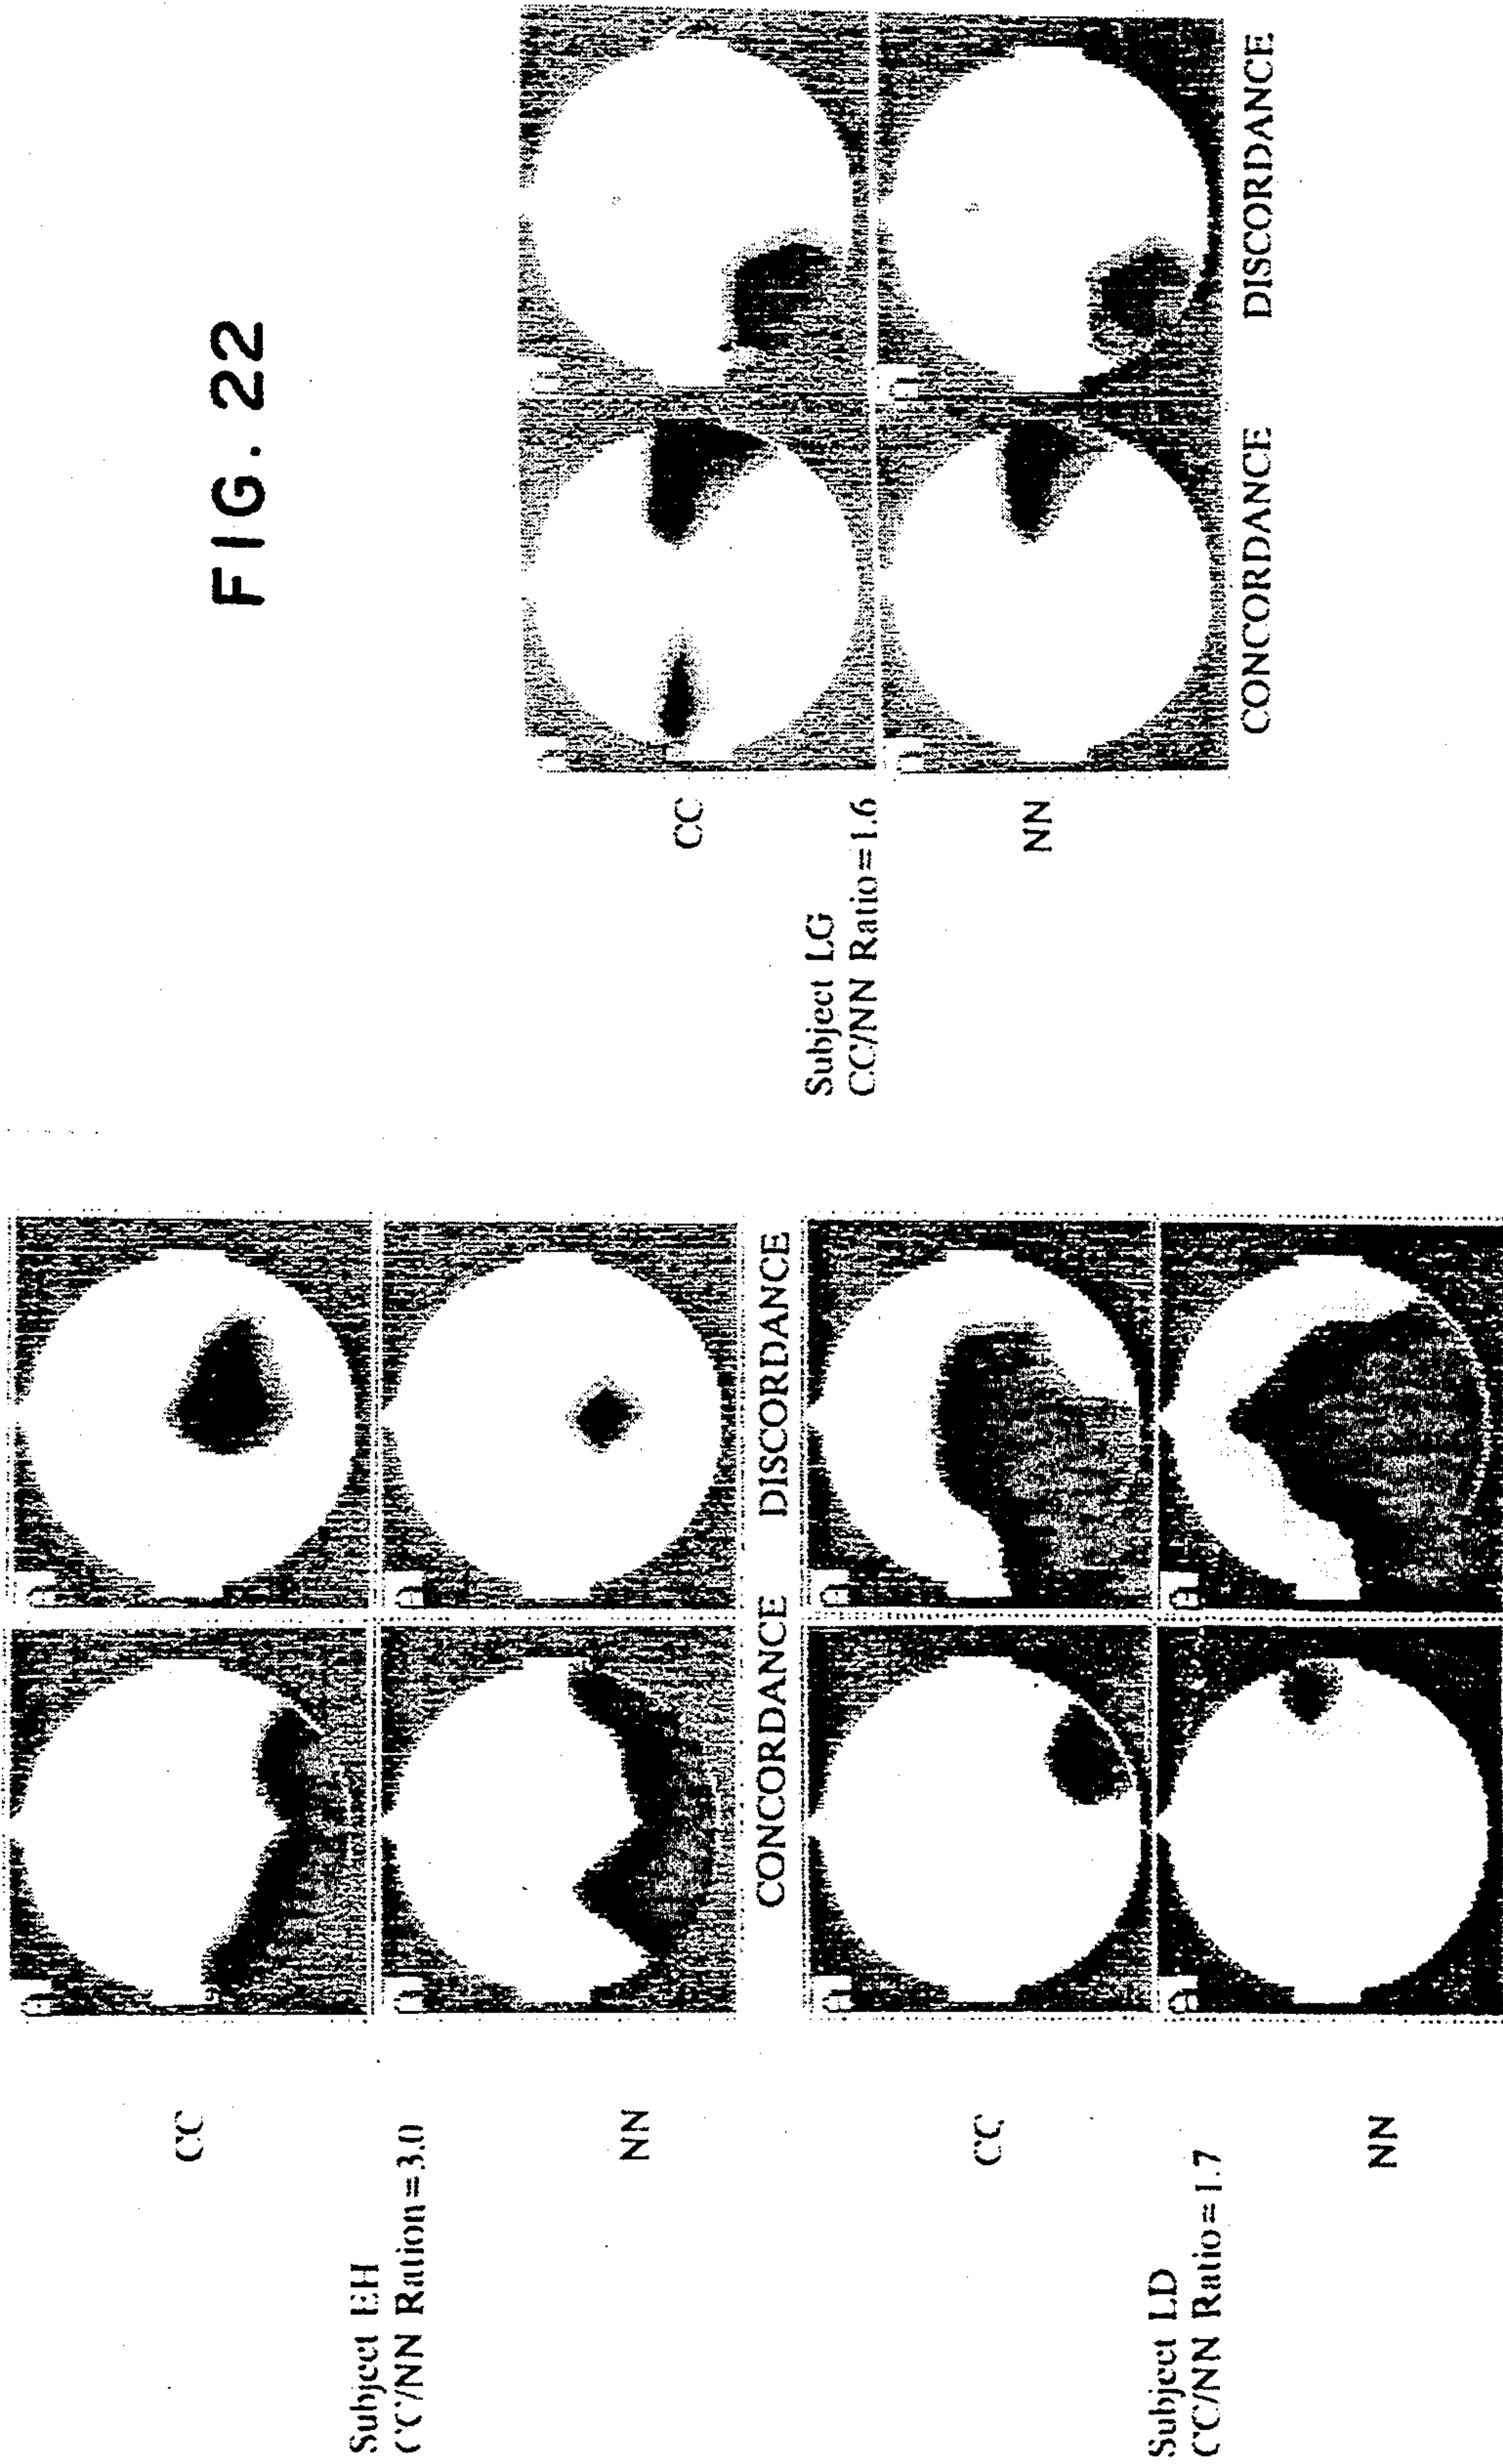 FIG. 22
Subject EH
CC/NN Ration=3.0
CC
NN
CONCORDANCE
DISCORDANCE
Subject LD
CC/NN Ratio=1.7
CC
NN
Subject LG
CC/NN Ratio=1.6
CC
NN
CONCORDANCE
DISCORDANCE